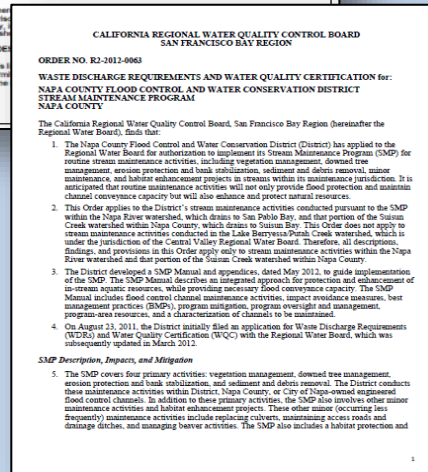 CALIFORNIA REGIONAL WATER QUALITY CONTROL BOARD
SAN FRANCISCO BAY REGION
ORDER NO. R2-2012-0063
WASTE DISCHARGE REQUIREMENTS AND WATER QUALITY CERTIFICATION for:
NAPA COUNTY FLOOD CONTROL AND WATER CONSERVATION DISTRICT
STREAM MAINTENANCE PROGRAM
NAPA COUNTY
The California Regional Water Quality Control Board, San Francisco Bay Region (hereinafter the
Regional Water Board), finds that:
1. The Napa County Flood Control and Water Conservation District (District) has applied to the
Regional Water Board for authorization to implement its Stream Maintenance Program (SMP) for
routine stream maintenance activities, including vegetation management, downed tree
management, erosion protection and bank stabilization, sediment and debris removal, minor
maintenance, and habitat enhancement projects in streams within its maintenance jurisdiction. It is
anticipated that routine maintenance activities will not only provide flood protection and maintain
channel conveyance capacity but will also enhance and protect natural resources.
2. This Order applies to the District's stream maintenance activities conducted pursuant to the SMP
within the Napa River watershed, which drains to San Pablo Bay, and that portion of the Suisun
Creek watershed within Napa County, which drains to Suisun Bay. This Order does not apply to
stream maintenance activities conducted in the Lake Berryessa/Putah Creek watershed, which is
under the jurisdiction of the Central Valley Regional Water Board. Therefore, all descriptions,
findings, and provisions in this Order apply only to stream maintenance activities within the Napa
River watershed and that portion of the Suisun Creek watershed within Napa County.
3. The District developed a SMP Manual and appendices, dated May 2012, to guide implementation
of the SMP. The SMP Manual describes an integrated approach for protection and enhancement of
in-stream aquatic resources, while providing necessary flood conveyance capacity. The SMP
Manual includes flood control channel maintenance activities, impact avoidance measures, best
management practices (BMPs), program mitigation, program oversight and management,
program-area resources, and a characterization of channels to be maintained.
4. On August 23, 2011, the District initially filed an application for Waste Discharge Requirements
(WDRs) and Water Quality Certification (WQC) with the Regional Water Board, which was
subsequently updated in March 2012.
SMP Description, Impacts, and Mitigation
5. The SMP covers four primary activities: vegetation management, downed tree management,
erosion protection and bank stabilization, and sediment and debris removal. The District conducts
these maintenance activities within District, Napa County, or City of Napa-owned engineered
flood control channels. In addition to these primary activities, the SMP also involves other minor
maintenance activities and habitat enhancement projects. These other minor (occurring less
frequently) maintenance activities include replacing culverts, maintaining access roads and
drainage ditches, and managing beaver activities. The SMP also includes a habitat protection and
1